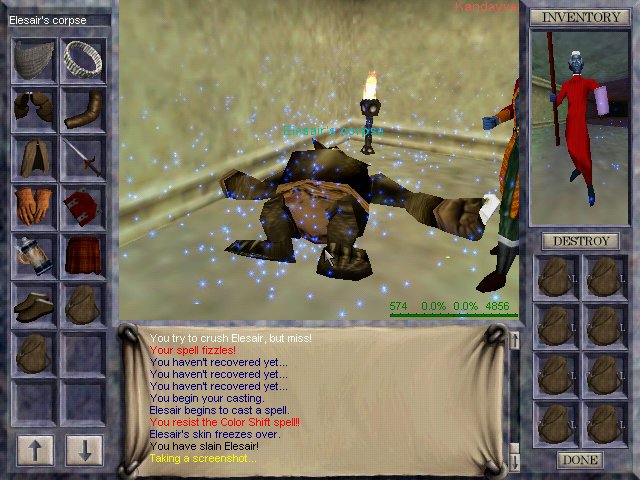 Elesair's corpse
Kandayya
INVENTORY
Elesair's corpse
DESTROY
L L
L L
L L
L L
574 0.0% 0.0% 4856
You try to crush Elesair, but miss!
Your spell fizzles!
You haven't recovered yet...
You haven't recovered yet...
You haven't recovered yet...
You begin your casting.
Elesair begins to cast a spell.
You resist the Color Shift spell!!
Elesair's skin freezes over.
You have slain Elesair!
Taking a screenshot...
DONE